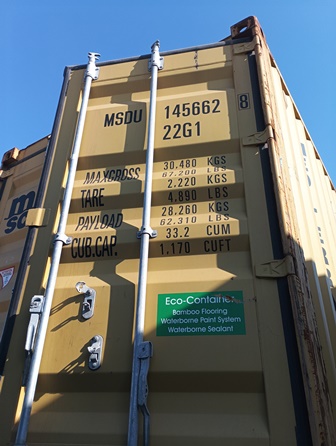 MSDU 145662 8
22G1
MAXGROSS 30.480 KGS
67.200 LBS
TARE 2.220 KGS
4.890 LBS
PAYLOAD 28.260 KGS
62.310 LBS
CUB.CAP. 33.2 CUM
1.170 CUFT
msc
Eco-Container
Bamboo Flooring
Waterborne Paint System
Waterborne Sealant